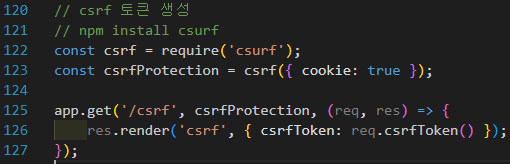 120 // csrf 토큰 생성
121 // npm install csurf
122 const csrf = require('csurf');
123 const csrfProtection = csrf({ cookie: true });
124
125 app.get('/csrf', csrfProtection, (req, res) => {
126     res.render('csrf', { csrfToken: req.csrfToken() });
127 });